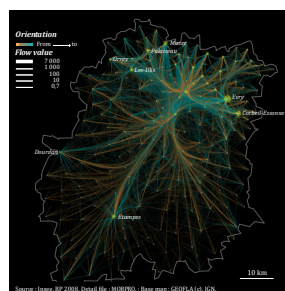 Orientation
From to
Flow value
7 000
1 000
100
10
0,7
Massy
Palaiseau
Orsay
Les-Ulis
Evry
Corbeil-Essonnes
Dourdan
Etampes
10 km
Source : Insee, RP 2008, Detail file : MOBPRO. : Base map : GEOFLA (c), IGN.